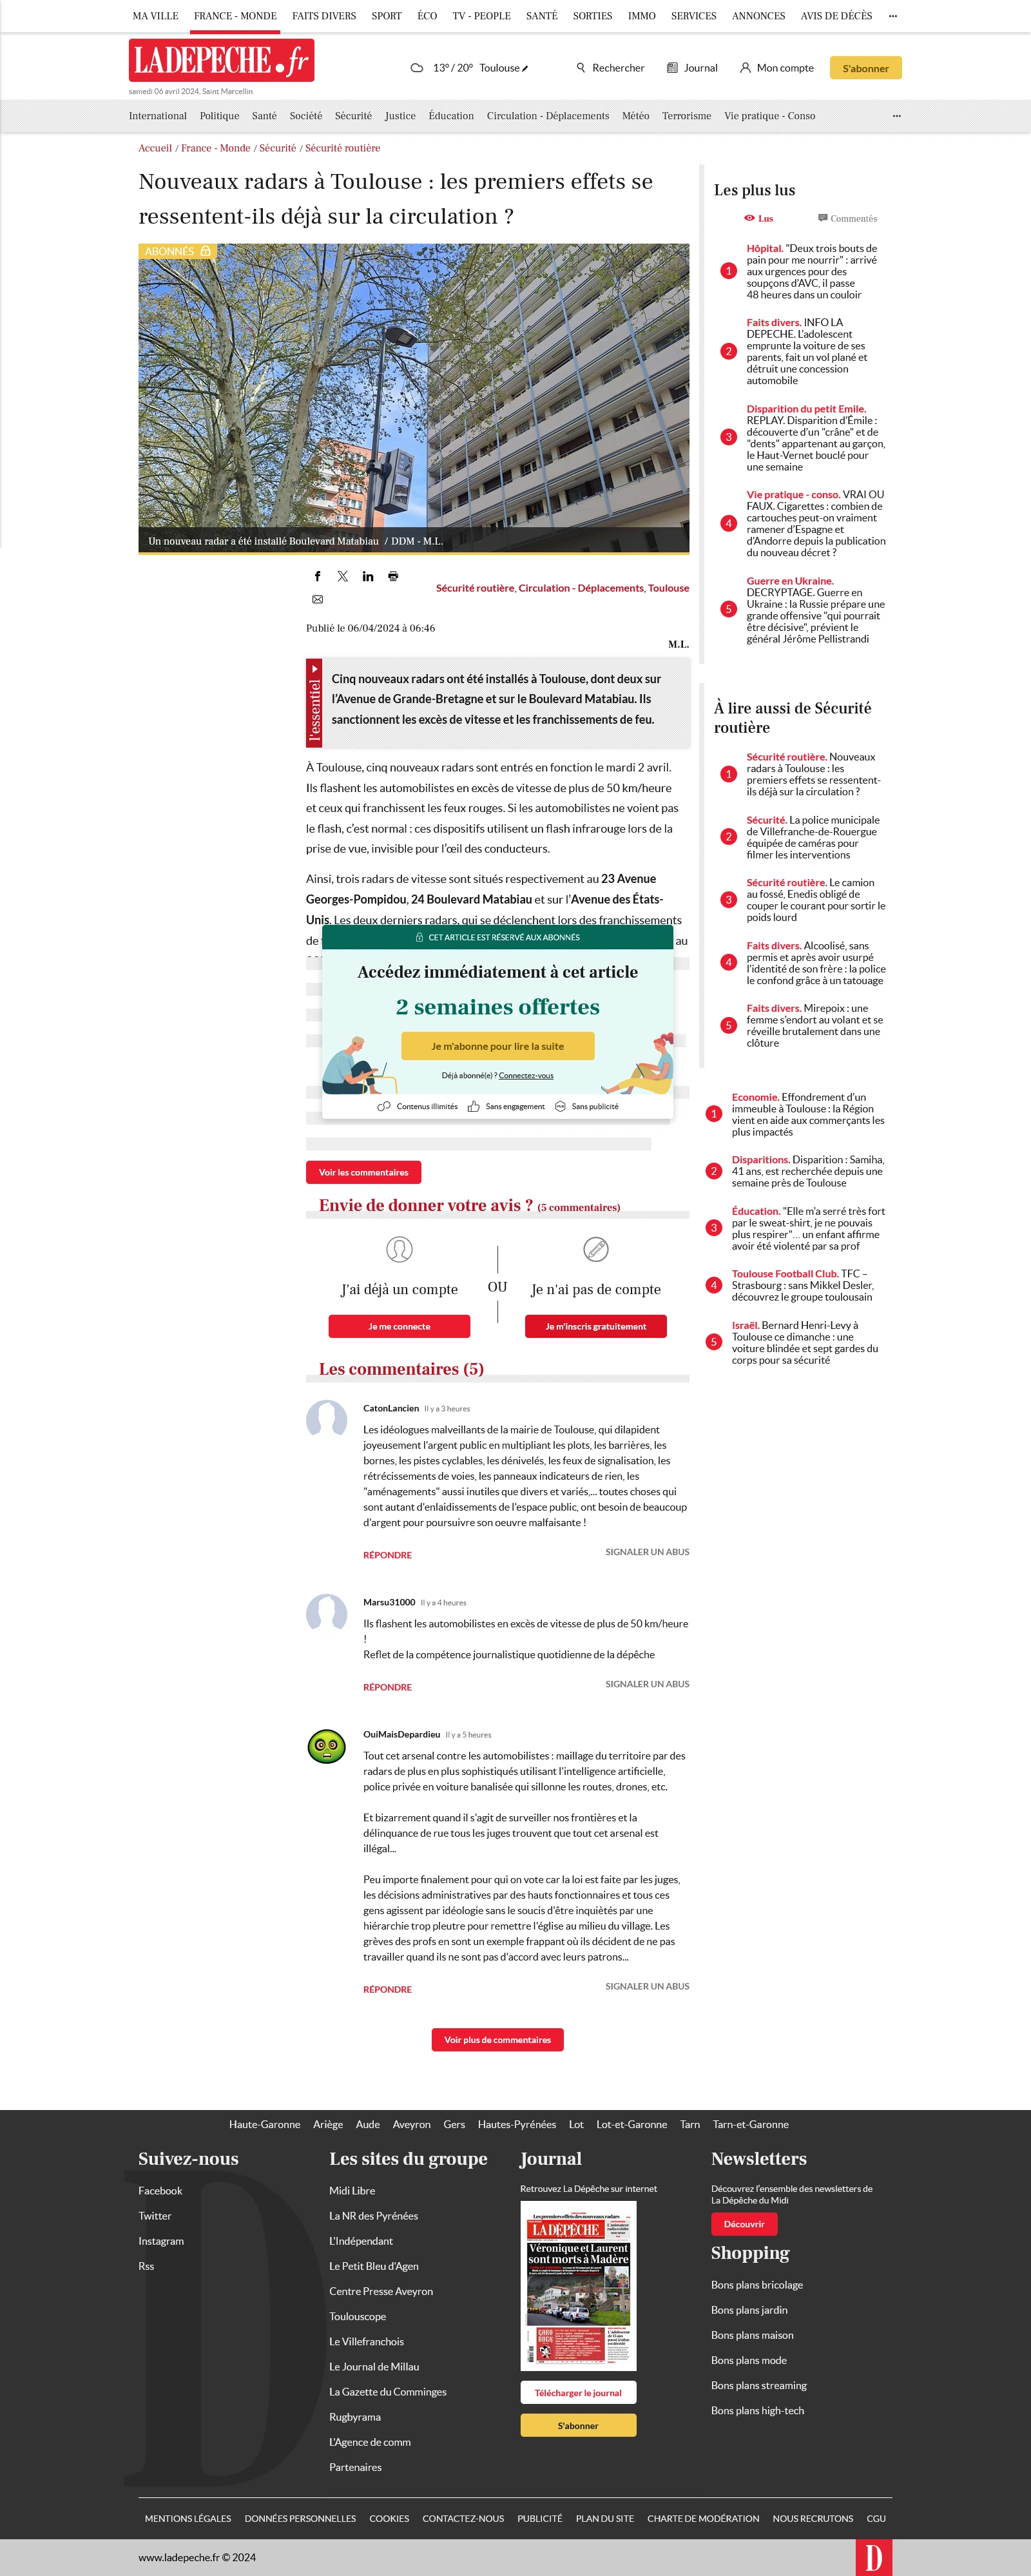 MA VILLE FRANCE - MONDE FAITS DIVERS SPORT ÉCO TV - PEOPLE SANTÉ SORTIES IMMO SERVICES ANNONCES AVIS DE DÉCÈS ...
LADEPECHE.fr
13° / 20° Toulouse
Rechercher Journal Mon compte S'abonner
samedi 06 avril 2024, Saint Marcellin
International Politique Santé Société Sécurité Justice Éducation Circulation - Déplacements Météo Terrorisme Vie pratique - Conso ...
Accueil / France - Monde / Sécurité / Sécurité routière
Nouveaux radars à Toulouse : les premiers effets se
ressentent-ils déjà sur la circulation ?
ABONNÉS
Un nouveau radar a été installé Boulevard Matabiau / DDM - M.L.
Sécurité routière, Circulation - Déplacements, Toulouse
Publié le 06/04/2024 à 06:46
M.L.
l'essentiel
Cinq nouveaux radars ont été installés à Toulouse, dont deux sur
l'Avenue de Grande-Bretagne et sur le Boulevard Matabiau. Ils
sanctionnent les excès de vitesse et les franchissements de feu.
À Toulouse, cinq nouveaux radars sont entrés en fonction le mardi 2 avril.
Ils flashent les automobilistes en excès de vitesse de plus de 50 km/heure
et ceux qui franchissent les feux rouges. Si les automobilistes ne voient pas
le flash, c'est normal : ces dispositifs utilisent un flash infrarouge lors de la
prise de vue, invisible pour l'œil des conducteurs.
Ainsi, trois radars de vitesse sont situés respectivement au 23 Avenue
Georges-Pompidou, 24 Boulevard Matabiau et sur l'Avenue des États-
Unis. Les deux derniers radars, qui se déclenchent lors des franchissements
de
au
CET ARTICLE EST RÉSERVÉ AUX ABONNÉS
Accédez immédiatement à cet article
2 semaines offertes
Je m'abonne pour lire la suite
Déjà abonné(e) ? Connectez-vous
Contenus illimités Sans engagement Sans publicité
Voir les commentaires
Envie de donner votre avis ? (5 commentaires)
J'ai déjà un compte
Je me connecte
OU
Je n'ai pas de compte
Je m'inscris gratuitement
Les commentaires (5)
CatonLancien Il y a 3 heures
Les idéologues malveillants de la mairie de Toulouse, qui dilapident
joyeusement l'argent public en multipliant les plots, les barrières, les
bornes, les pistes cyclables, les dénivelés, les feux de signalisation, les
rétrécissements de voies, les panneaux indicateurs de rien, les
"aménagements" aussi inutiles que divers et variés,... toutes choses qui
sont autant d'enlaidissements de l'espace public, ont besoin de beaucoup
d'argent pour poursuivre son oeuvre malfaisante !
RÉPONDRE
SIGNALER UN ABUS
Marsu31000 Il y a 4 heures
Ils flashent les automobilistes en excès de vitesse de plus de 50 km/heure
!
Reflet de la compétence journalistique quotidienne de la dépêche
RÉPONDRE
SIGNALER UN ABUS
OuiMaisDepardieu Il y a 5 heures
Tout cet arsenal contre les automobilistes : maillage du territoire par des
radars de plus en plus sophistiqués utilisant l'intelligence artificielle,
police privée en voiture banalisée qui sillonne les routes, drones, etc.
Et bizarrement quand il s'agit de surveiller nos frontières et la
délinquance de rue tous les juges trouvent que tout cet arsenal est
illégal...
Peu importe finalement pour qui on vote car la loi est faite par les juges,
les décisions administratives par des hauts fonctionnaires et tous ces
gens agissent par idéologie sans le soucis d'être inquiètés par une
hiérarchie trop pleutre pour remettre l'église au milieu du village. Les
grèves des profs en sont un exemple frappant où ils décident de ne pas
travailler quand ils ne sont pas d'accord avec leurs patrons...
RÉPONDRE
SIGNALER UN ABUS
Voir plus de commentaires
Les plus lus
Lus Commentés
1 Hôpital. "Deux trois bouts de
pain pour me nourrir" : arrivé
aux urgences pour des
soupçons d'AVC, il passe
48 heures dans un couloir
2 Faits divers. INFO LA
DEPECHE. L'adolescent
emprunte la voiture de ses
parents, fait un vol plané et
détruit une concession
automobile
3 Disparition du petit Emile.
REPLAY. Disparition d'Émile :
découverte d'un "crâne" et de
"dents" appartenant au garçon,
le Haut-Vernet bouclé pour
une semaine
4 Vie pratique - conso. VRAI OU
FAUX. Cigarettes : combien de
cartouches peut-on vraiment
ramener d'Espagne et
d'Andorre depuis la publication
du nouveau décret ?
5 Guerre en Ukraine.
DECRYPTAGE. Guerre en
Ukraine : la Russie prépare une
grande offensive "qui pourrait
être décisive", prévient le
général Jérôme Pellistrandi
À lire aussi de Sécurité
routière
1 Sécurité routière. Nouveaux
radars à Toulouse : les
premiers effets se ressentent-
ils déjà sur la circulation ?
2 Sécurité. La police municipale
de Villefranche-de-Rouergue
équipée de caméras pour
filmer les interventions
3 Sécurité routière. Le camion
au fossé, Enedis obligé de
couper le courant pour sortir le
poids lourd
4 Faits divers. Alcoolisé, sans
permis et après avoir usurpé
l'identité de son frère : la police
le confond grâce à un tatouage
5 Faits divers. Mirepoix : une
femme s'endort au volant et se
réveille brutalement dans une
clôture
1 Economie. Effondrement d'un
immeuble à Toulouse : la Région
vient en aide aux commerçants les
plus impactés
2 Disparitions. Disparition : Samiha,
41 ans, est recherchée depuis une
semaine près de Toulouse
3 Éducation. "Elle m'a serré très fort
par le sweat-shirt, je ne pouvais
plus respirer"... un enfant affirme
avoir été violenté par sa prof
4 Toulouse Football Club. TFC –
Strasbourg : sans Mikkel Desler,
découvrez le groupe toulousain
5 Israël. Bernard Henri-Levy à
Toulouse ce dimanche : une
voiture blindée et sept gardes du
corps pour sa sécurité
Haute-Garonne Ariège Aude Aveyron Gers Hautes-Pyrénées Lot Lot-et-Garonne Tarn Tarn-et-Garonne
Suivez-nous
Facebook
Twitter
Instagram
Rss
Les sites du groupe
Midi Libre
La NR des Pyrénées
L'Indépendant
Le Petit Bleu d'Agen
Centre Presse Aveyron
Toulouscope
Le Villefranchois
Le Journal de Millau
La Gazette du Comminges
Rugbyrama
L'Agence de comm
Partenaires
Journal
Retrouvez La Dépêche sur internet
Les premiers effets des nouveaux radars
LA DÉPÊCHE
Véronique et Laurent
sont morts à Madère
Télécharger le journal
S'abonner
Newsletters
Découvrez l'ensemble des newsletters de
La Dépêche du Midi
Découvrir
Shopping
Bons plans bricolage
Bons plans jardin
Bons plans maison
Bons plans mode
Bons plans streaming
Bons plans high-tech
MENTIONS LÉGALES DONNÉES PERSONNELLES COOKIES CONTACTEZ-NOUS PUBLICITÉ PLAN DU SITE CHARTE DE MODÉRATION NOUS RECRUTONS CGU
www.ladepeche.fr © 2024
D